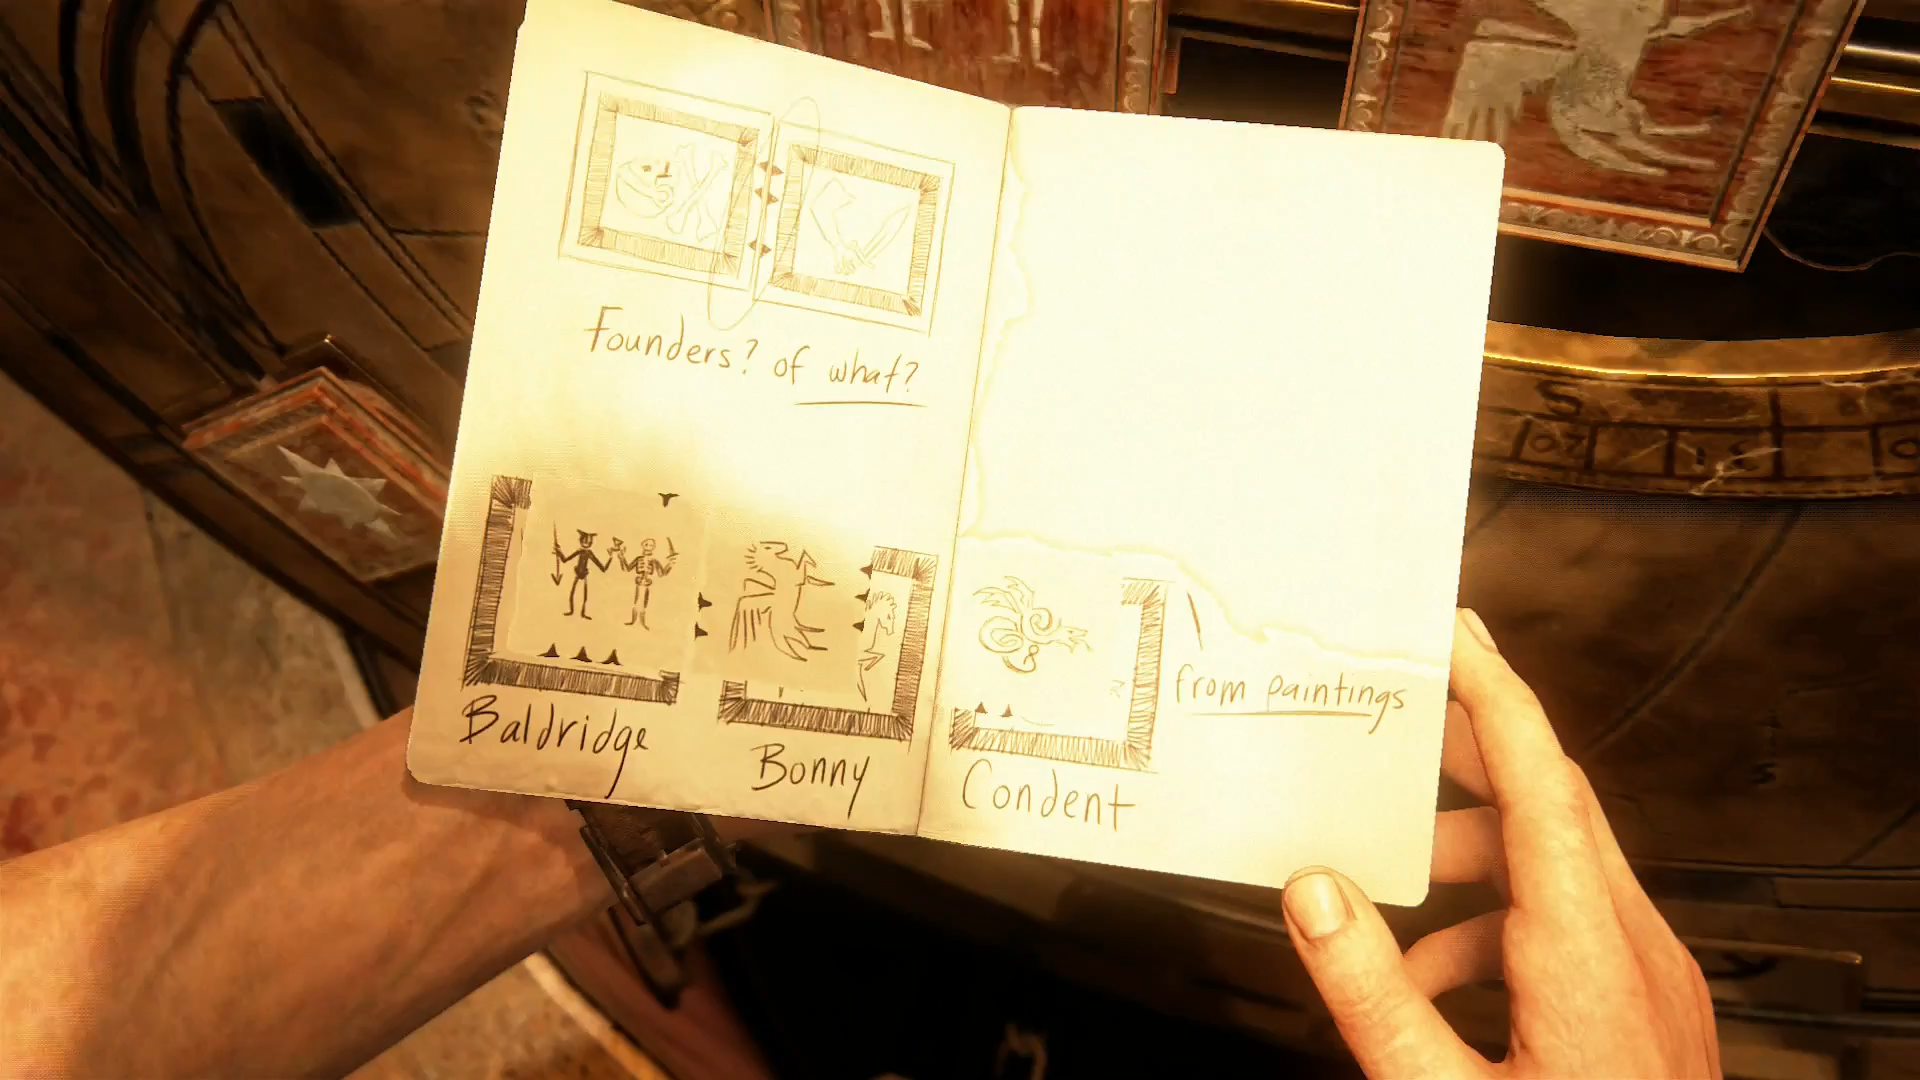 Founders? of what?
Baldridge
Bonny
Condent
from paintings